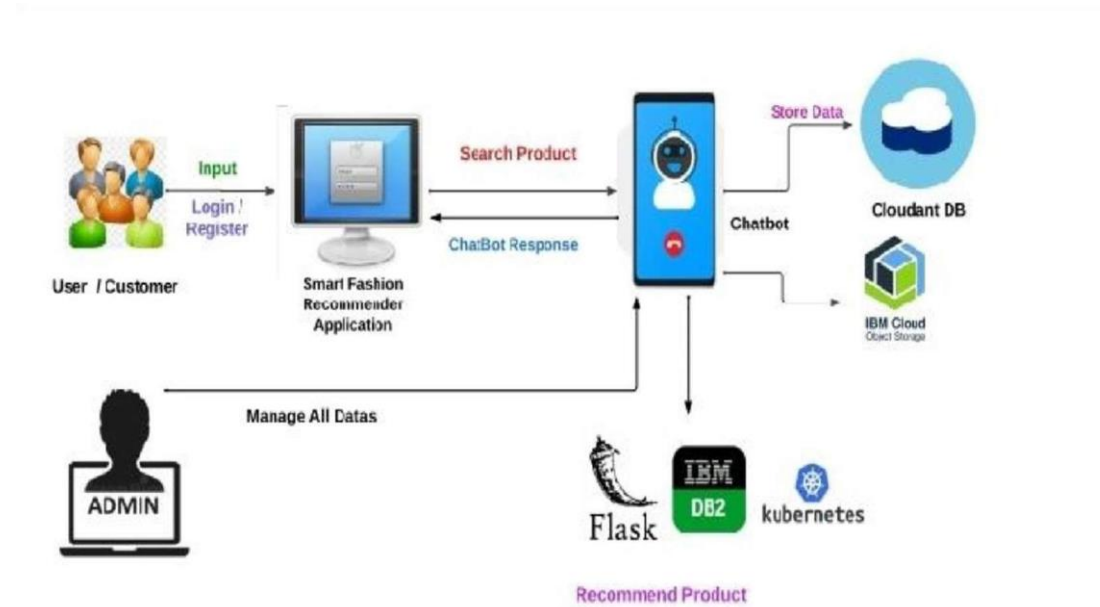 Store Data
Search Product
Input
Login /
Register
Cloudant DB
Chatbot
ChatBot Response
User / Customer
Smart Fashion
Recommender
Application
IBM Cloud
Object Storage
Manage All Datas
ADMIN
IBM
DB2
Flask
kubernetes
Recommend Product